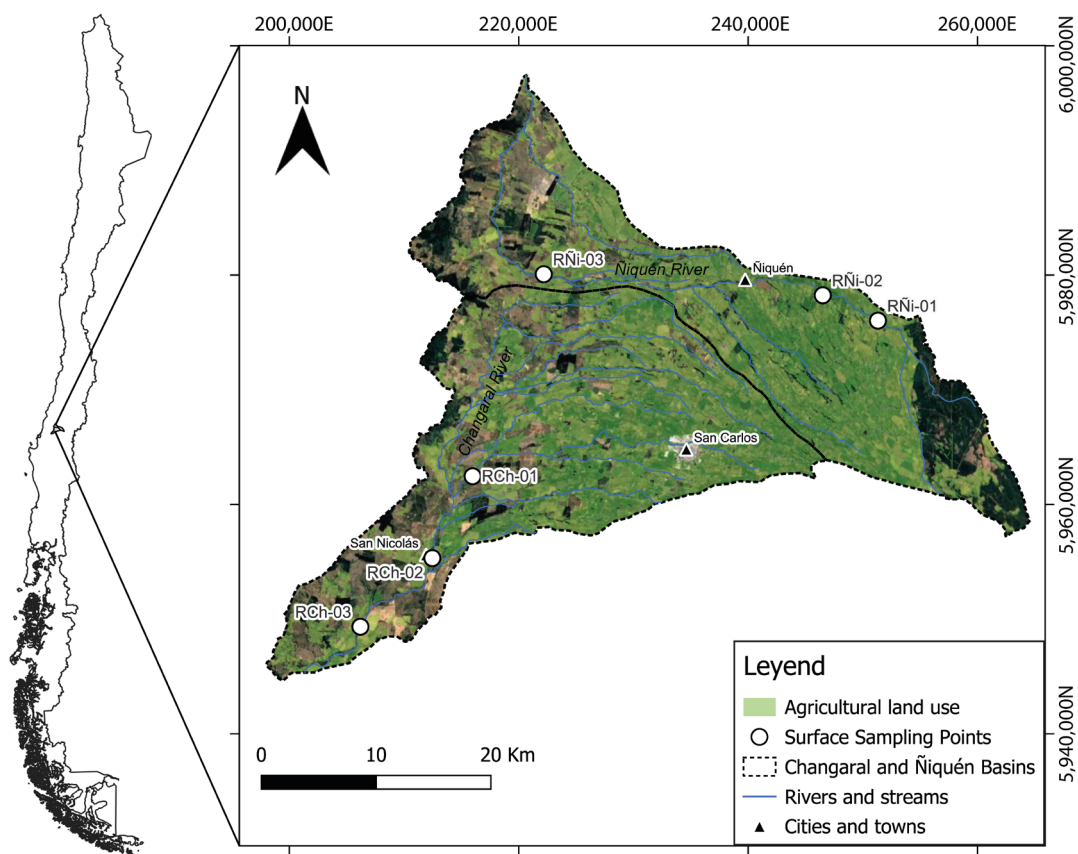 200,000E
220,000E
240,000E
260,000E
6,000,000N
5,980,000N
5,960,000N
5,940,000N
N
RÑi-03
Ñiquén River
Ñiquén
RÑi-02
RÑi-01
Changaral River
San Carlos
RCh-01
San Nicolás
RCh-02
RCh-03
0
10
20 Km
Leyend
Agricultural land use
Surface Sampling Points
Changaral and Ñiquén Basins
Rivers and streams
Cities and towns